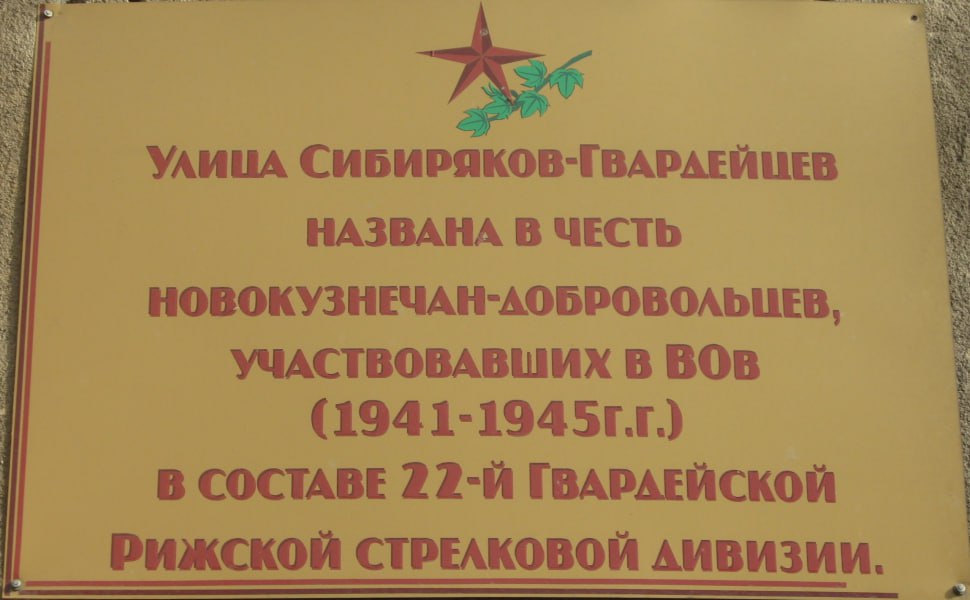 Улица Сибиряков-Гвардейцев
названа в честь
новокузнечан-добровольцев,
участвовавших в ВОв
(1941-1945г.г.)
в составе 22-й Гвардейской
Рижской стрелковой дивизии.